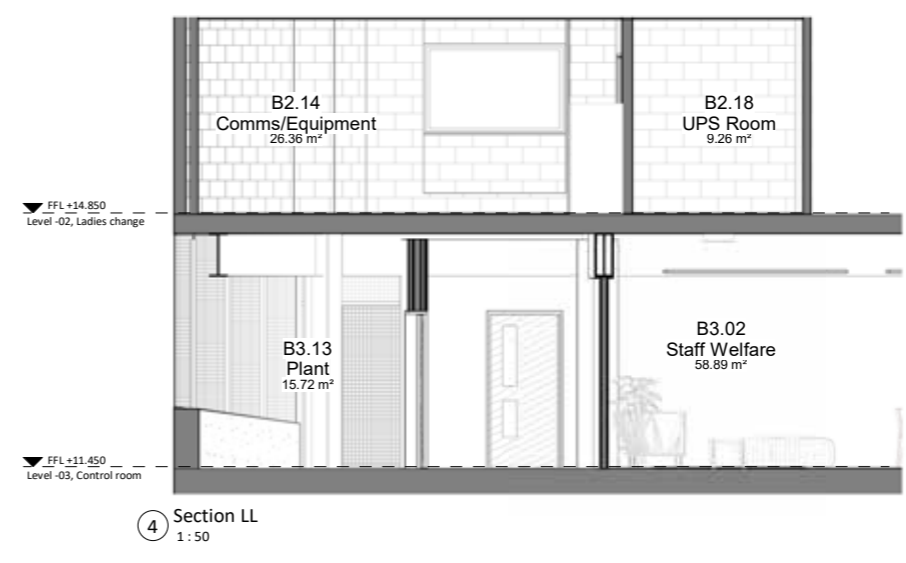 B2.14
Comms/Equipment
26.36 m²
B2.18
UPS Room
9.26 m²
FFL +14.850
Level -02, Ladies change
B3.13
Plant
15.72 m²
B3.02
Staff Welfare
58.89 m²
FFL +11.450
Level -03, Control room
4
Section LL
1 : 50